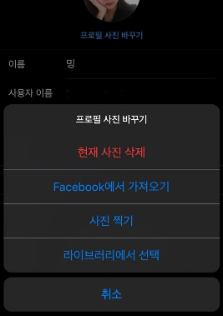 프로필 사진 바꾸기
이름 밍
사용자 이름
프로필 사진 바꾸기
현재 사진 삭제
Facebook에서 가져오기
사진 찍기
라이브러리에서 선택
취소